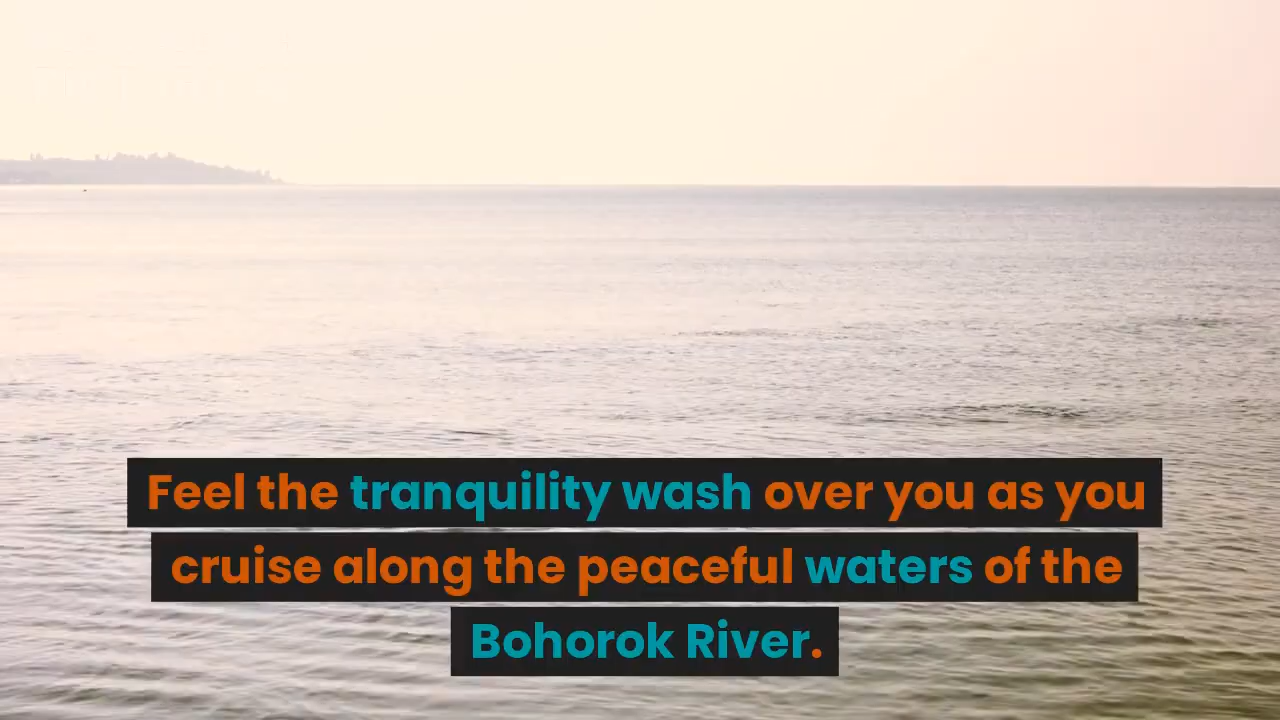 Feel the tranquility wash over you as you
cruise along the peaceful waters of the
Bohorok River.